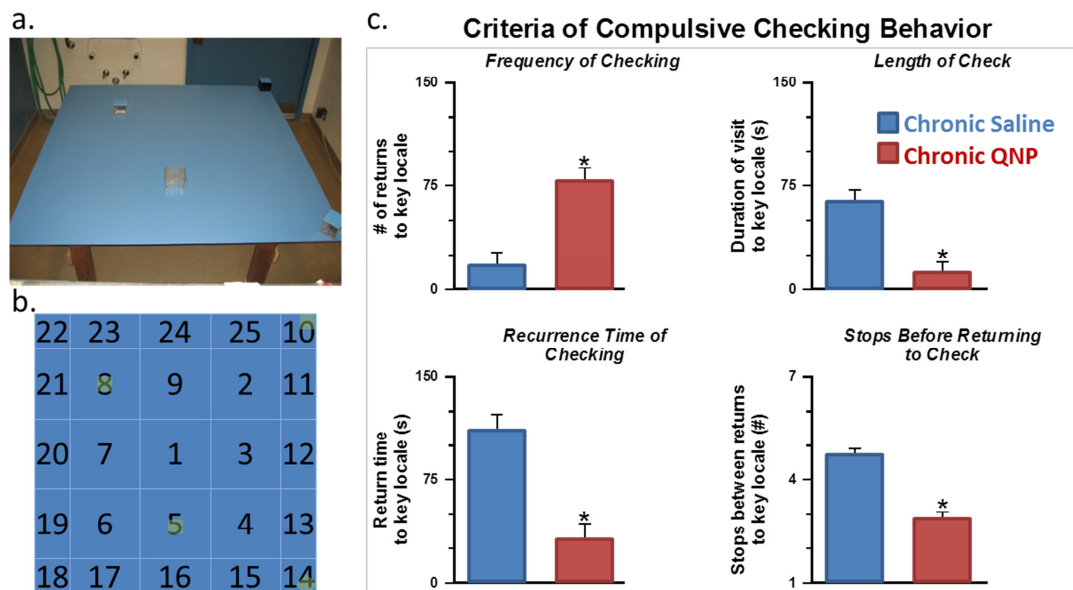 a.
b.
22 23 24 25 10
21 8 9 2 11
20 7 1 3 12
19 6 5 4 13
18 17 16 15 14
c.
Criteria of Compulsive Checking Behavior
Frequency of Checking
# of returns
to key locale
150
75
0
*
Length of Check
Duration of visit
to key locale (s)
150
75
0
*
Chronic Saline
Chronic QNP
Recurrence Time of
Checking
Return time
to key locale (s)
150
75
0
*
Stops Before Returning
to Check
Stops between returns
to key locale (#)
7
4
1
*